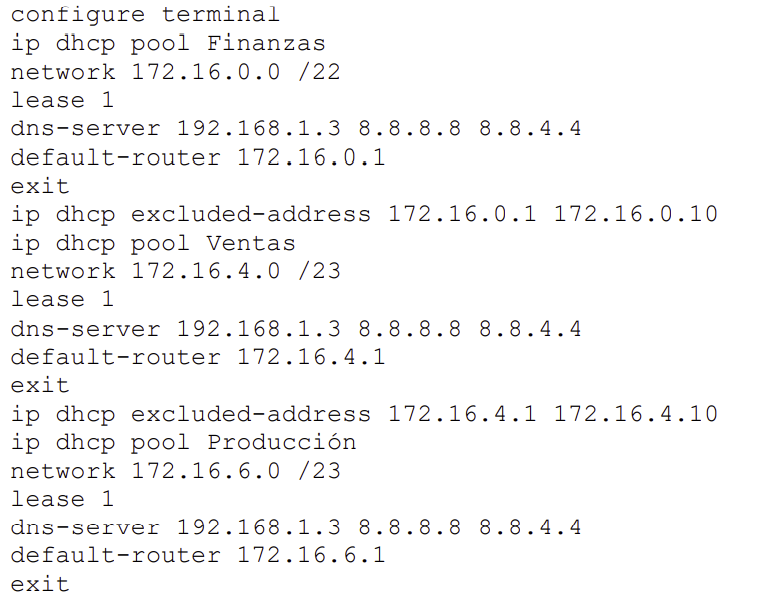 configure terminal
ip dhcp pool Finanzas
network 172.16.0.0 /22
lease 1
dns-server 192.168.1.3 8.8.8.8 8.8.4.4
default-router 172.16.0.1
exit
ip dhcp excluded-address 172.16.0.1 172.16.0.10
ip dhcp pool Ventas
network 172.16.4.0 /23
lease 1
dns-server 192.168.1.3 8.8.8.8 8.8.4.4
default-router 172.16.4.1
exit
ip dhcp excluded-address 172.16.4.1 172.16.4.10
ip dhcp pool Producción
network 172.16.6.0 /23
lease 1
dns-server 192.168.1.3 8.8.8.8 8.8.4.4
default-router 172.16.6.1
exit